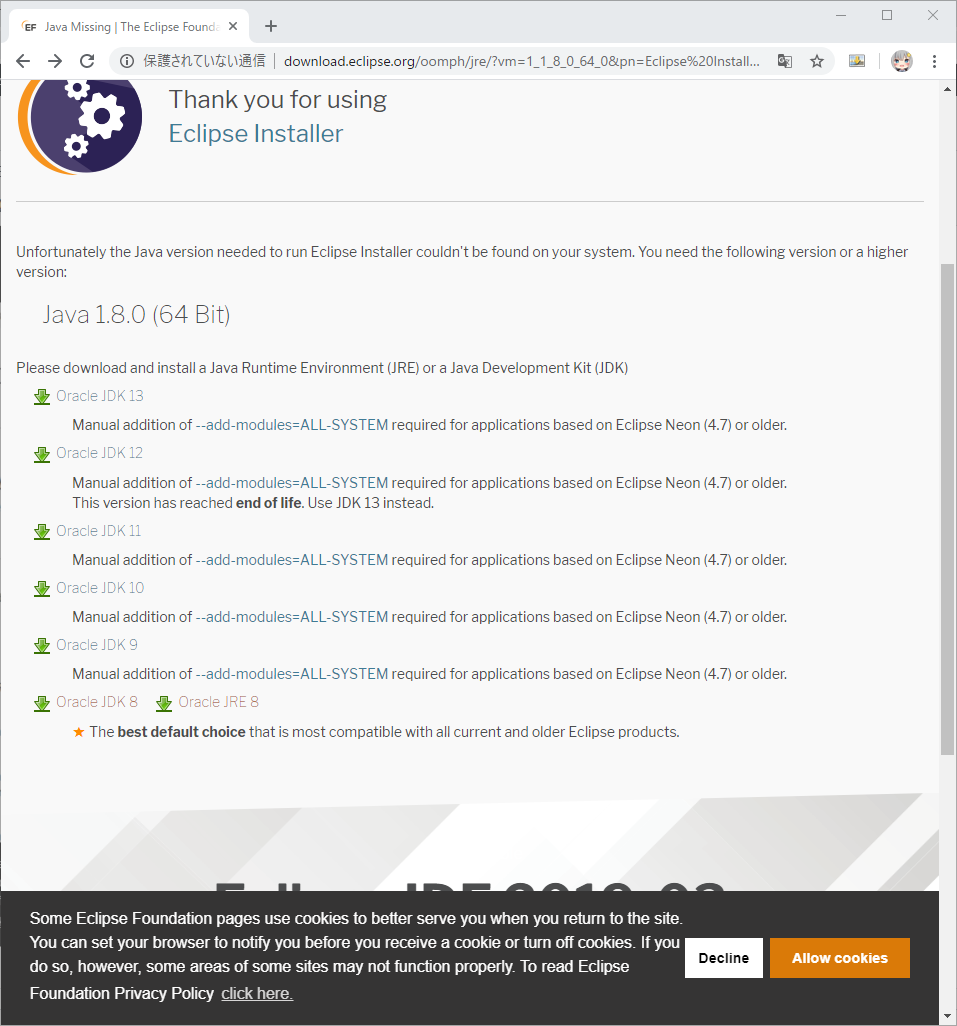 EF Java Missing | The Eclipse Founda
保護されていない通信 | download.eclipse.org/oomph/jre/?vm=1_1_8_0_64_0&pn=Eclipse%20Install...
Thank you for using
Eclipse Installer
Unfortunately the Java version needed to run Eclipse Installer couldn't be found on your system. You need the following version or a higher
version:
Java 1.8.0 (64 Bit)
Please download and install a Java Runtime Environment (JRE) or a Java Development Kit (JDK)
Oracle JDK 13
Manual addition of --add-modules=ALL-SYSTEM required for applications based on Eclipse Neon (4.7) or older.
Oracle JDK 12
Manual addition of --add-modules=ALL-SYSTEM required for applications based on Eclipse Neon (4.7) or older.
This version has reached end of life. Use JDK 13 instead.
Oracle JDK 11
Manual addition of --add-modules=ALL-SYSTEM required for applications based on Eclipse Neon (4.7) or older.
Oracle JDK 10
Manual addition of --add-modules=ALL-SYSTEM required for applications based on Eclipse Neon (4.7) or older.
Oracle JDK 9
Manual addition of --add-modules=ALL-SYSTEM required for applications based on Eclipse Neon (4.7) or older.
Oracle JDK 8 Oracle JRE 8
★ The best default choice that is most compatible with all current and older Eclipse products.
Some Eclipse Foundation pages use cookies to better serve you when you return to the site.
You can set your browser to notify you before you receive a cookie or turn off cookies. If you
do so, however, some areas of some sites may not function properly. To read Eclipse
Foundation Privacy Policy click here.
Decline
Allow cookies